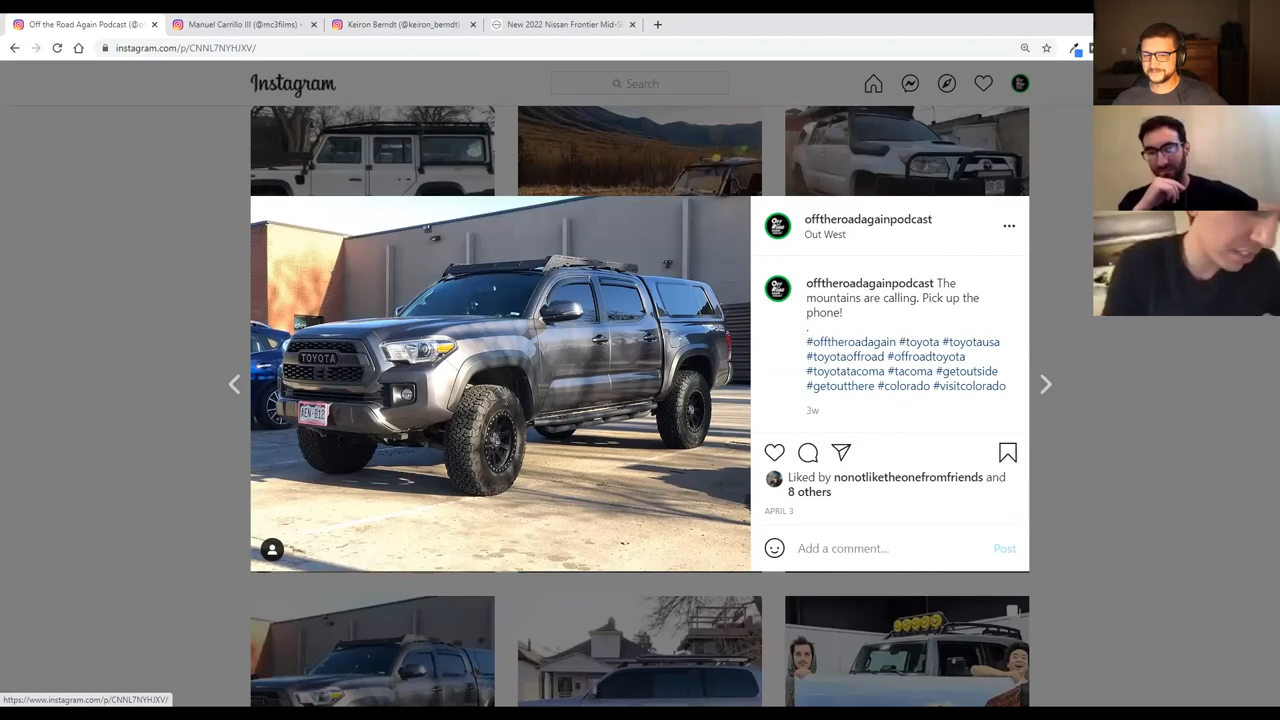 Off the Road Again Podcast (@o
Manuel Carrillo III (@mc3films)
Keiron Berndt (@keiron_berndt)
New 2022 Nissan Frontier Mid-S
instagram.com/p/CNNL7NYHJXV/
Instagram
Search
offtheroadagainpodcast
Out West
TOYOTA
offtheroadagainpodcast The
mountains are calling. Pick up the
phone!
.
#offtheroadagain #toyota #toyotausa
#toyotaoffroad #offroadtoyota
#toyotatacoma #tacoma #getoutside
#getoutthere #colorado #visitcolorado
3w
Liked by nonotliketheonefromfriends and
8 others
APRIL 3
Add a comment...
Post
https://www.instagram.com/p/CNNL7NYHJXV/